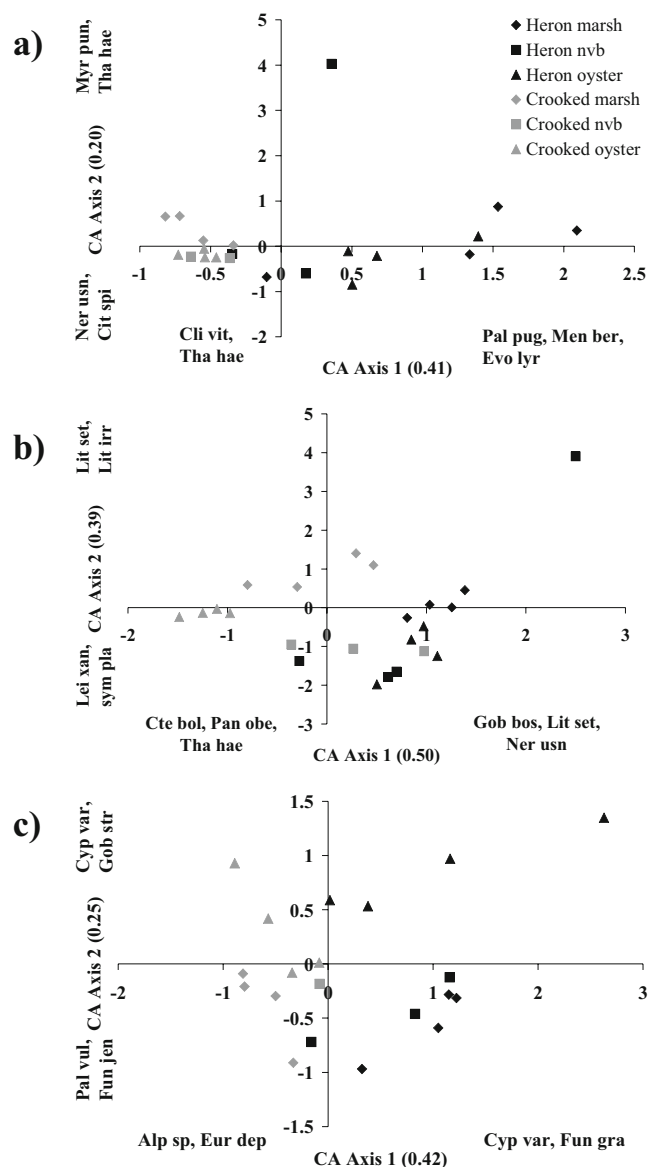 a)
Myr pun,
Tha hae
CA Axis 2 (0.20)
Ner usn,
Cit spi
5
4
3
2
1
0
-1
-2
-1 -0.5 0 0.5 1 1.5 2 2.5
Heron marsh
Heron nvb
Heron oyster
Crooked marsh
Crooked nvb
Crooked oyster
Cli vit,
Tha hae
Pal pug, Men ber,
Evo lyr
CA Axis 1 (0.41)
b)
Lit set,
Lit irr
CA Axis 2 (0.39)
Lei xan,
sym pla
5
4
3
2
1
0
-1
-2
-3
-2 -1 0 1 2 3
Cte bol, Pan obe,
Tha hae
Gob bos, Lit set,
Ner usn
CA Axis 1 (0.50)
c)
Cyp var,
Gob str
CA Axis 2 (0.25)
Pal vul,
Fun jen
1.5
1
0.5
0
-0.5
-1
-1.5
-2 -1 0 1 2 3
Alp sp, Eur dep
Cyp var, Fun gra
CA Axis 1 (0.42)